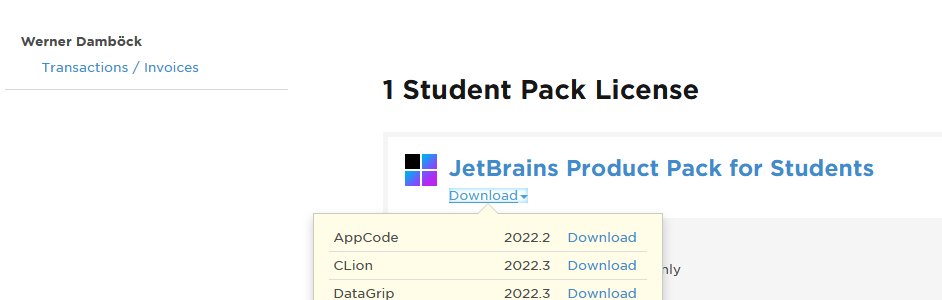 Werner Damböck
Transactions / Invoices
1 Student Pack License
JetBrains Product Pack for Students
Download
AppCode 2022.2 Download
CLion 2022.3 Download
DataGrip 2022.3 Download